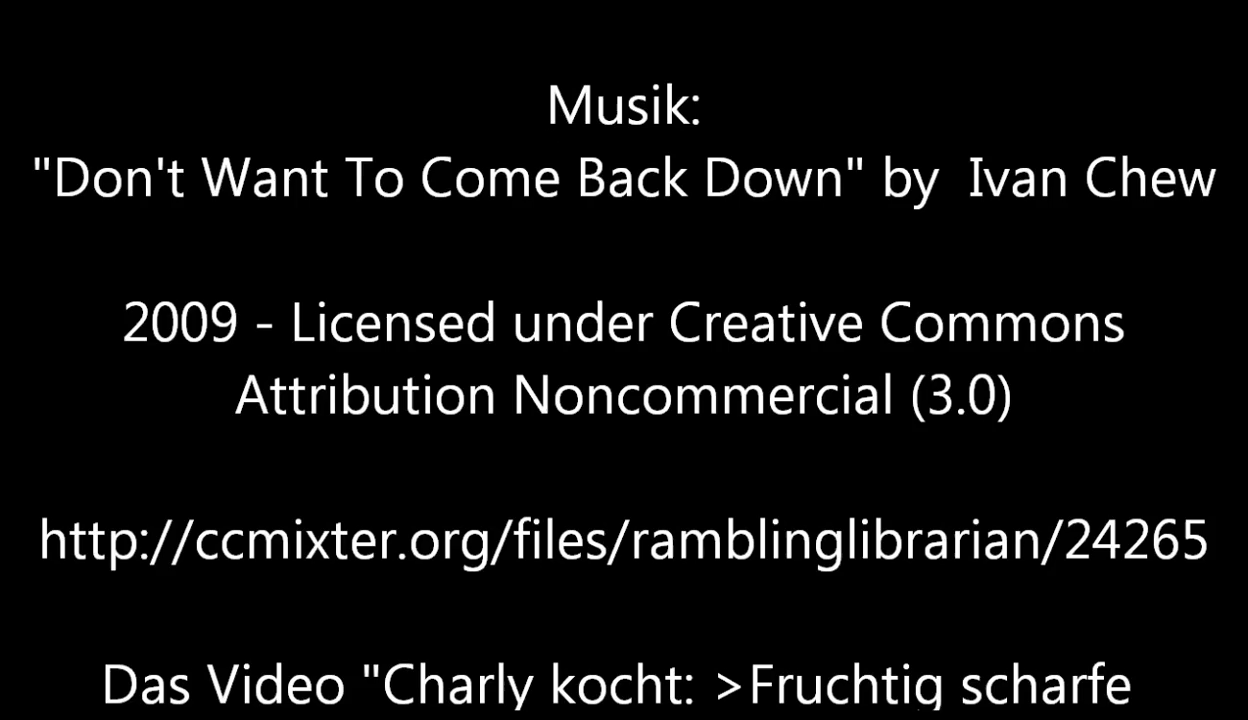 Musik:
"Don't Want To Come Back Down" by  Ivan Chew
2009 - Licensed under Creative Commons
Attribution Noncommercial (3.0)
http://ccmixter.org/files/ramblinglibrarian/24265
Das Video "Charly kocht: >Fruchtig scharfe